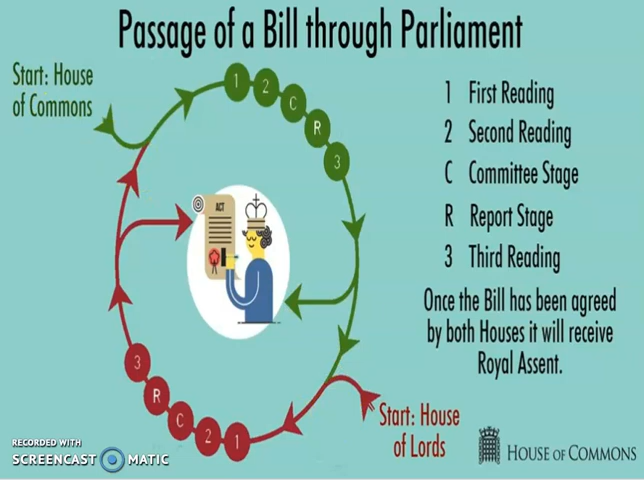 Passage of a Bill through Parliament
Start: House
of Commons
1
2
C
R
3
1 First Reading
2 Second Reading
C Committee Stage
R Report Stage
3 Third Reading
Once the Bill has been agreed
by both Houses it will receive
Royal Assent.
ACT
3
R
C
2
1
Start: House
of Lords
HOUSE OF COMMONS
RECORDED WITH
SCREENCAST MATIC